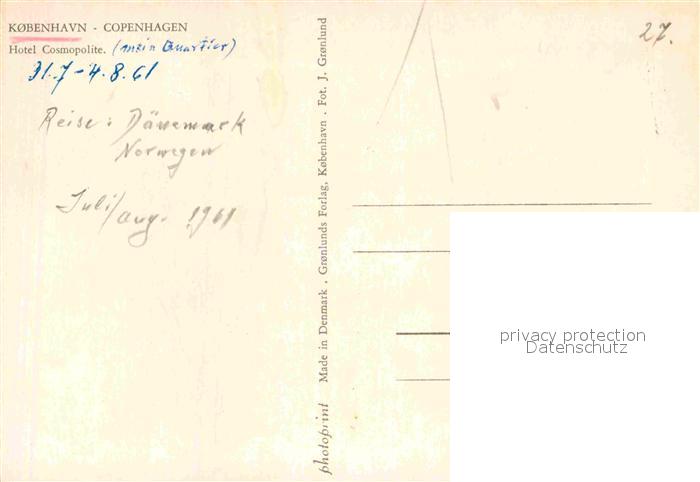 KØBENHAVN - COPENHAGEN
Hotel Cosmopolite. (mein Quartier)
31.7 - 4.8.61
27.
Reise: Dänemark
Norwegen
Juli/Aug. 1961
photoprint Made in Denmark . Grønlunds Forlag, København . Fot. J. Grønlund
privacy protection
Datenschutz